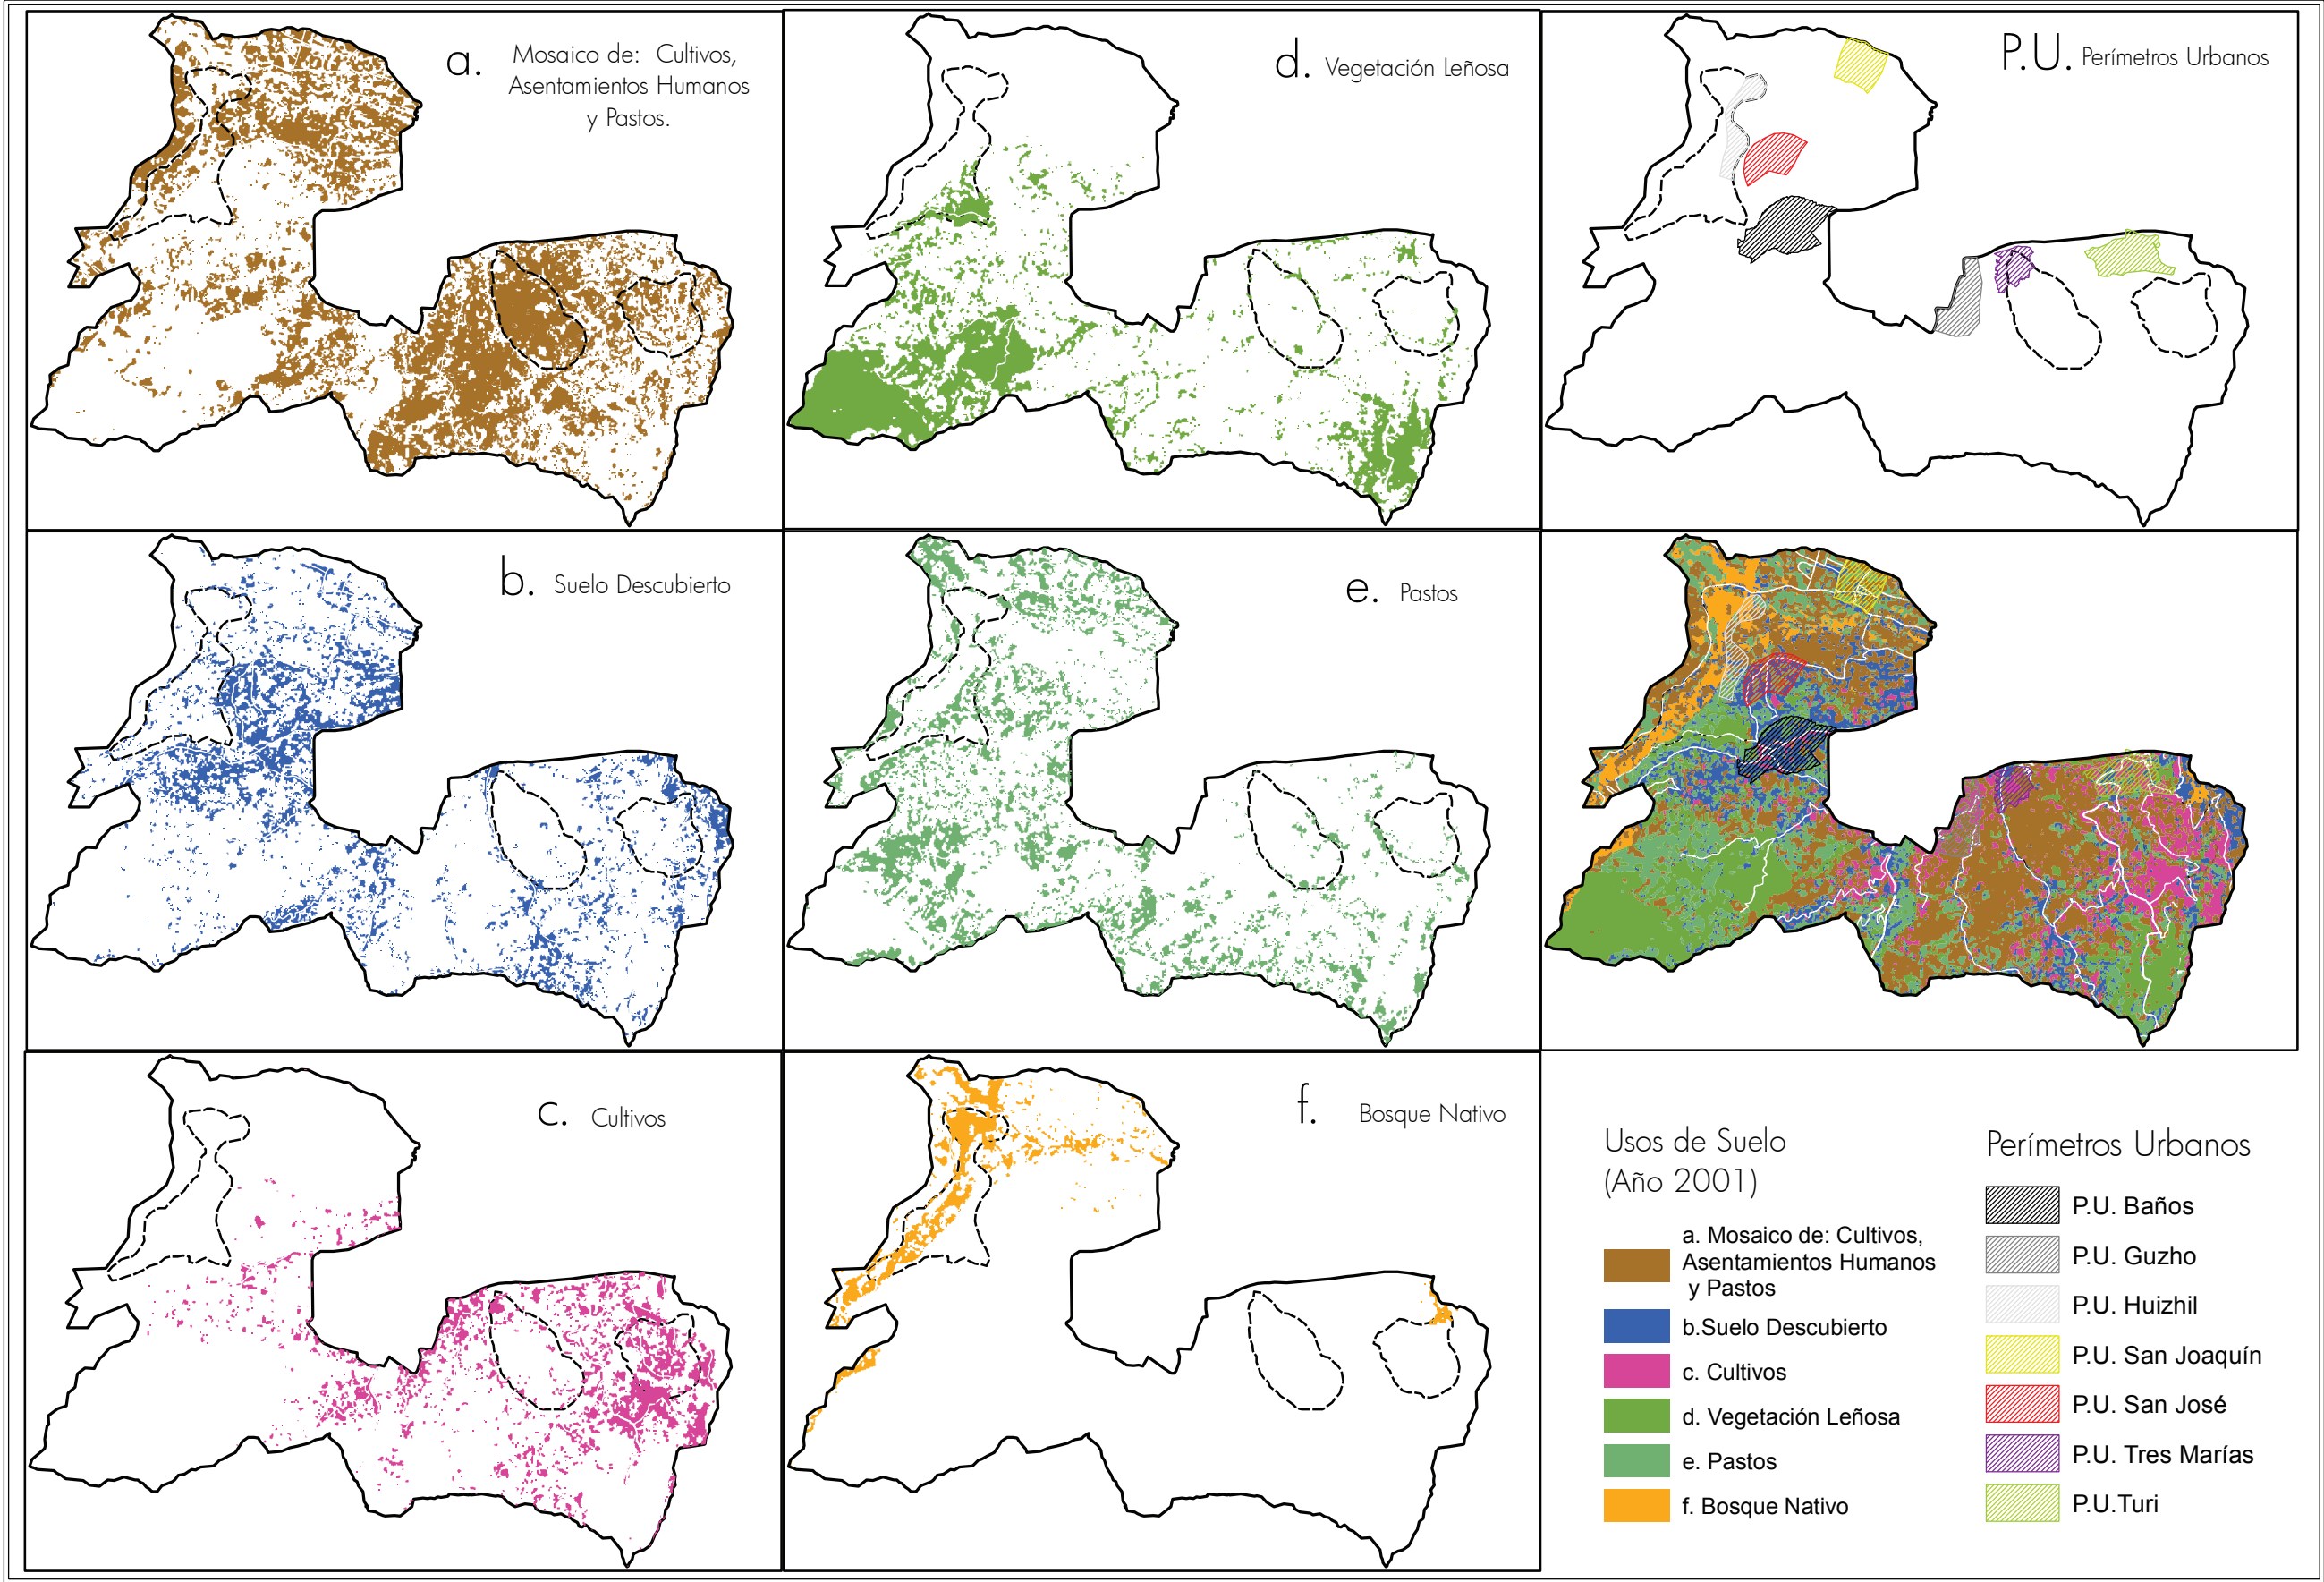 a. Mosaico de: Cultivos,
Asentamientos Humanos
y Pastos.
d. Vegetación Leñosa
P.U. Perímetros Urbanos
b. Suelo Descubierto
e. Pastos
c. Cultivos
f. Bosque Nativo
Usos de Suelo
(Año 2001)
a. Mosaico de: Cultivos,
Asentamientos Humanos
y Pastos
b.Suelo Descubierto
c. Cultivos
d. Vegetación Leñosa
e. Pastos
f. Bosque Nativo
Perímetros Urbanos
P.U. Baños
P.U. Guzho
P.U. Huizhil
P.U. San Joaquín
P.U. San José
P.U. Tres Marías
P.U.Turi